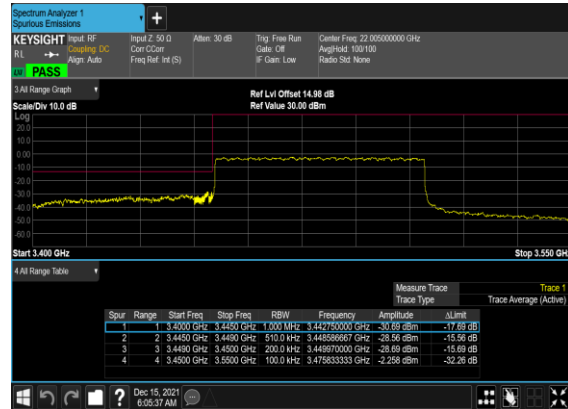 Spectrum Analyzer 1
Spurious Emissions
+
KEYSIGHT Input: RF Input Z: 50 Ω Atten: 30 dB Trig: Free Run Center Freq: 22.005000000 GHz
R L Coupling: DC Corr CCorr Gate: Off Avg|Hold: 100/100
Align: Auto Freq Ref: Int (S) IF Gain: Low Radio Std: None
PASS
3 All Range Graph
Ref Lvl Offset 14.98 dB
Scale/Div 10.0 dB Ref Value 30.00 dBm
Log
20.0
10.0
0.00
-10.0
-20.0
-30.0
-40.0
-50.0
-60.0
Start 3.400 GHz Stop 3.550 GHz
4 All Range Table
Measure Trace Trace 1
Trace Type Trace Average (Active)
Spur Range Start Freq Stop Freq RBW Frequency Amplitude ΔLimit
1 1 3.4000 GHz 3.4450 GHz 1.000 MHz 3.442750000 GHz -30.69 dBm -17.69 dB
2 2 3.4450 GHz 3.4490 GHz 510.0 kHz 3.448586667 GHz -28.56 dBm -15.56 dB
3 3 3.4490 GHz 3.4500 GHz 200.0 kHz 3.449970000 GHz -28.69 dBm -15.69 dB
4 4 3.4500 GHz 3.5500 GHz 100.0 kHz 3.475833333 GHz -2.258 dBm -32.26 dB
? Dec 15, 2021
6:05:37 AM